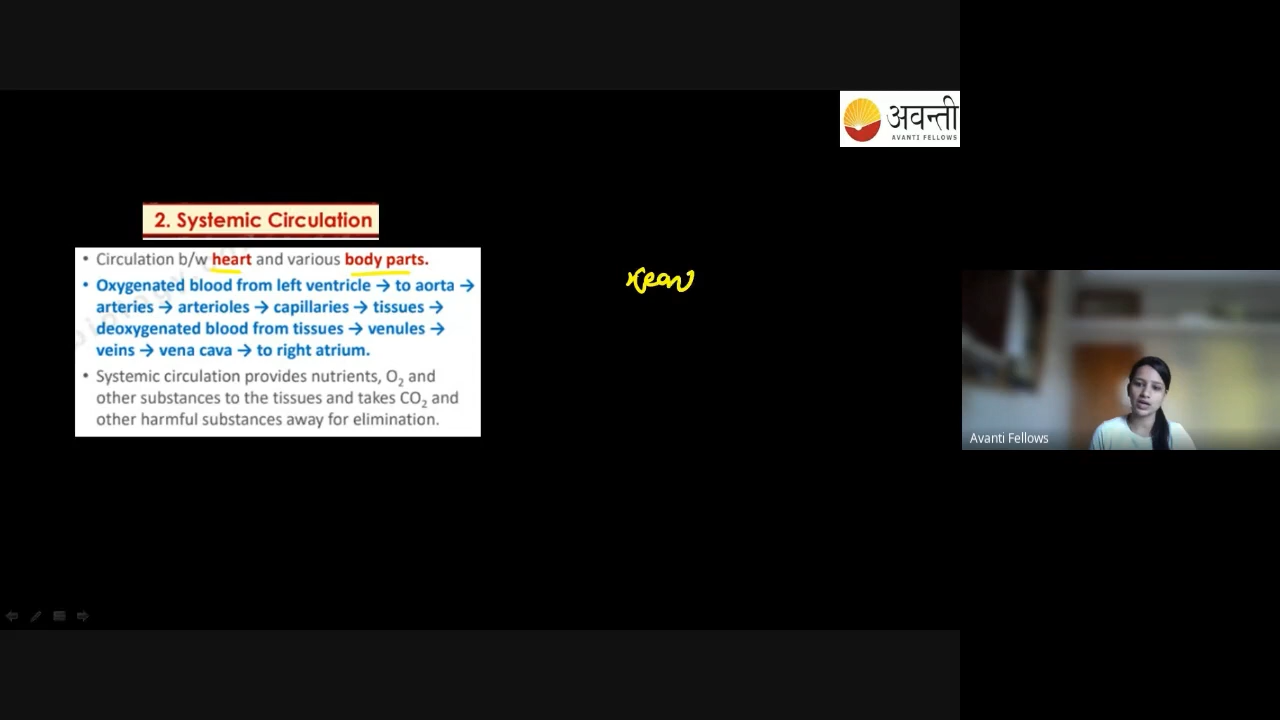 अवन्ती
AVANTI FELLOWS
2. Systemic Circulation
• Circulation b/w heart and various body parts.
• Oxygenated blood from left ventricle → to aorta →
arteries → arterioles → capillaries → tissues →
deoxygenated blood from tissues → venules →
veins → vena cava → to right atrium.
• Systemic circulation provides nutrients, O₂ and
other substances to the tissues and takes CO₂ and
other harmful substances away for elimination.
Avanti Fellows